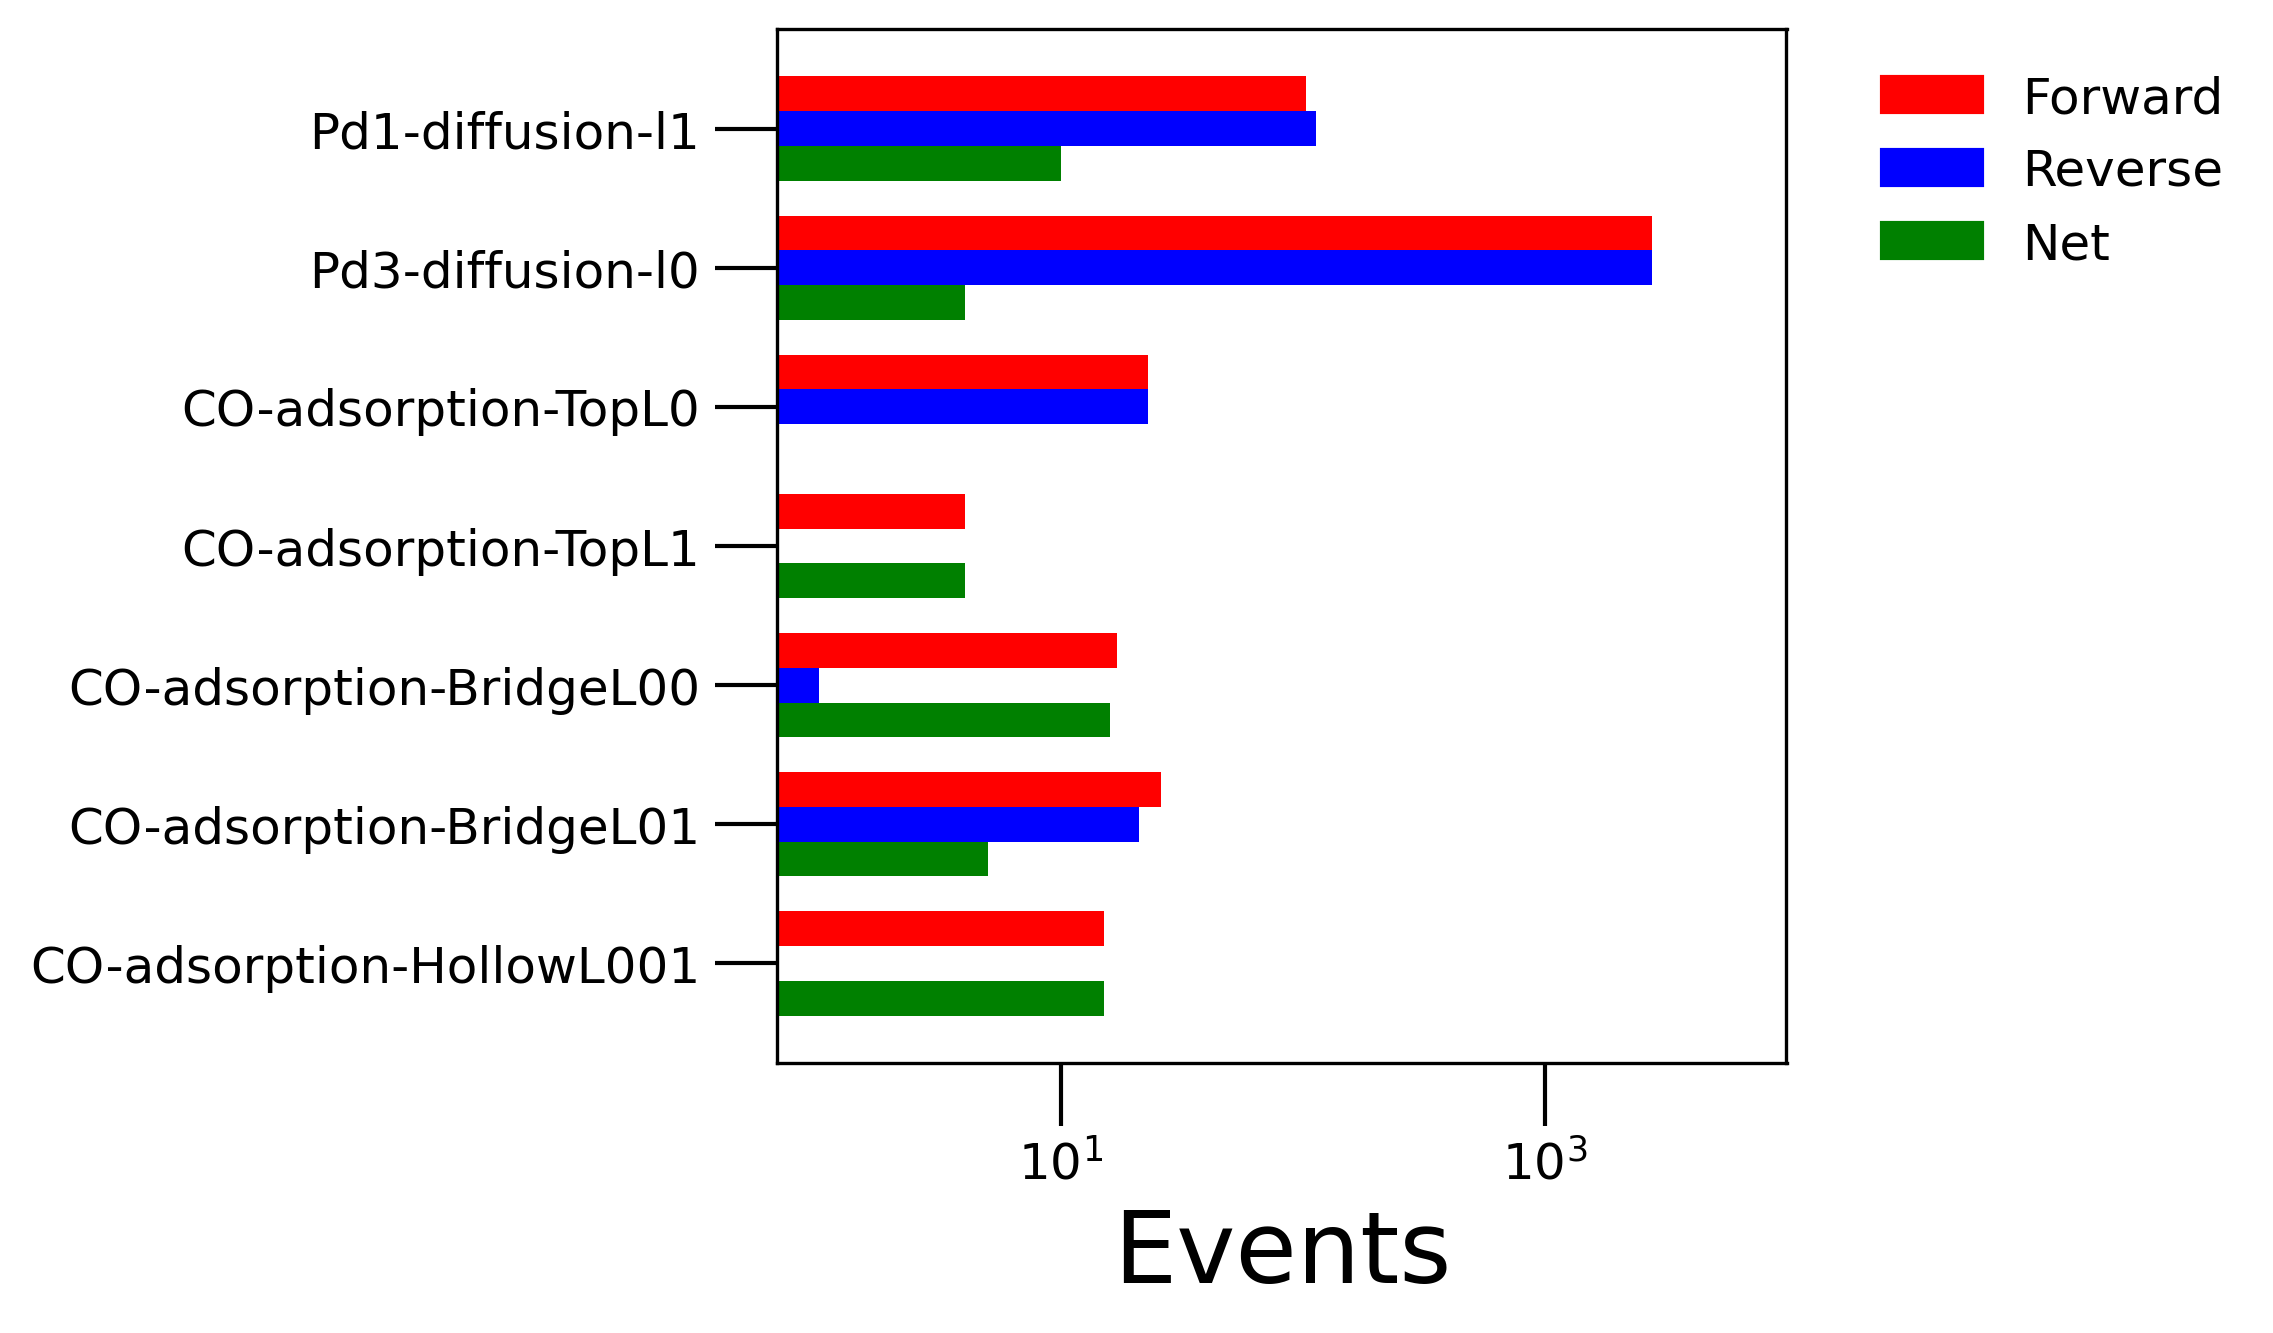 Pd1-diffusion-l1
Pd3-diffusion-l0
CO-adsorption-TopL0
CO-adsorption-TopL1
CO-adsorption-BridgeL00
CO-adsorption-BridgeL01
CO-adsorption-HollowL001
10¹ 10³
Events
Forward
Reverse
Net